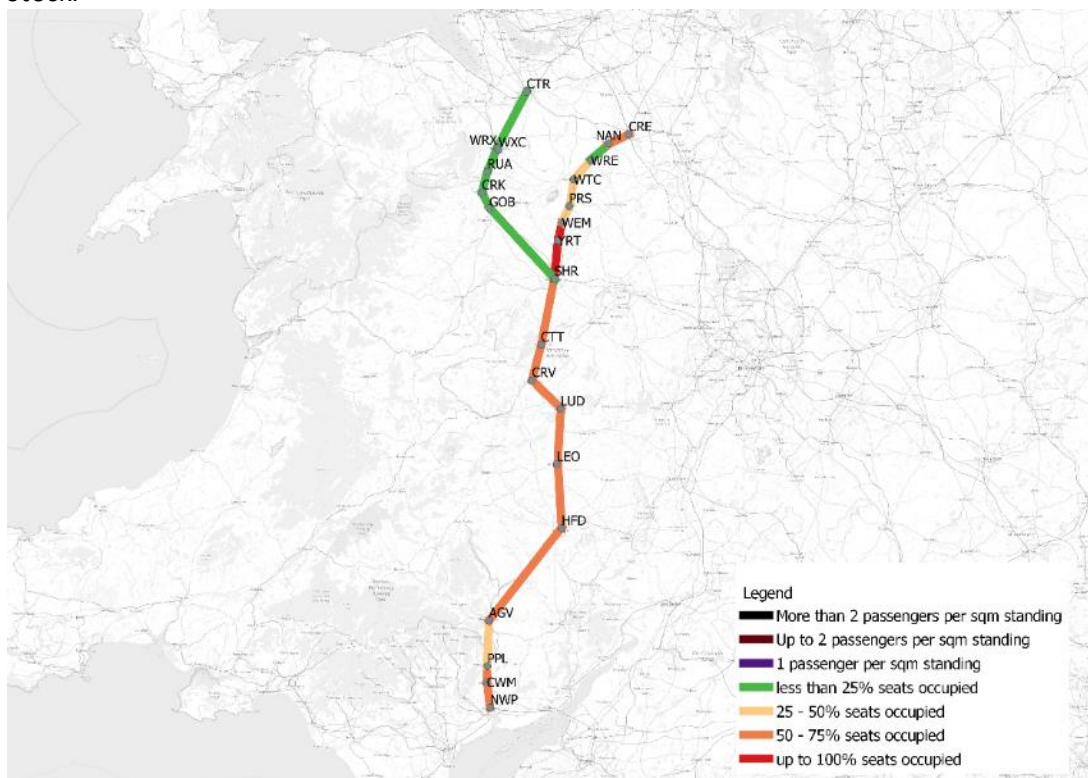 CTR
CRE
NAN
WRX WXC
WRE
RUA
WTC
CRK
PRS
GOB
WEM
YRT
SHR
CTT
CRV
LUD
LEO
HFD
AGV
PPL
CWM
NWP
Legend
More than 2 passengers per sqm standing
Up to 2 passengers per sqm standing
1 passenger per sqm standing
less than 25% seats occupied
25 - 50% seats occupied
50 - 75% seats occupied
up to 100% seats occupied